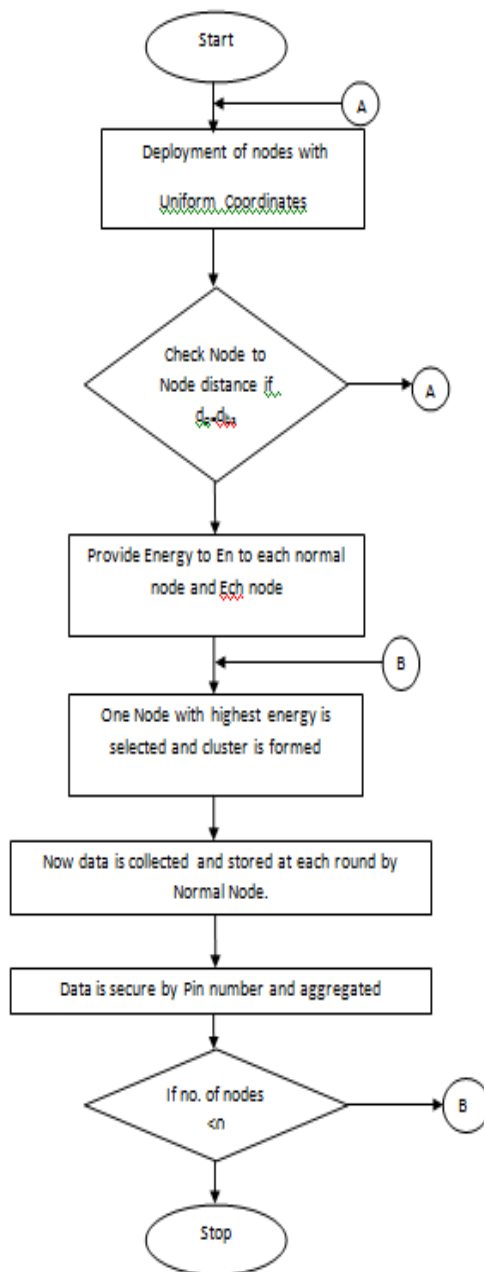 Start
A
Deployment of nodes with
Uniform Coordinates
Check Node to
Node distance if
A
Provide Energy to En to each normal
node and Ech node
B
One Node with highest energy is
selected and cluster is formed
Now data is collected and stored at each round by
Normal Node.
Data is secure by Pin number and aggregated
If no. of nodes
<n
B
Stop